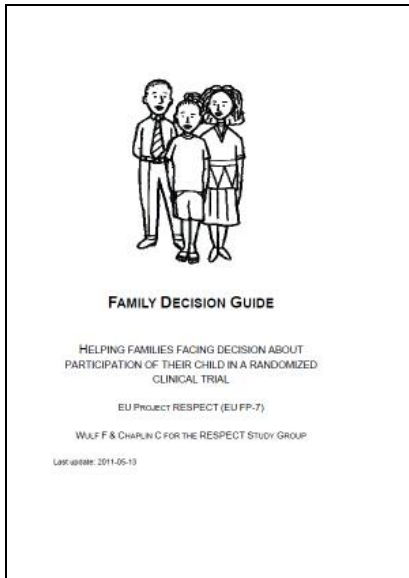 FAMILY DECISION GUIDE
HELPING FAMILIES FACING DECISION ABOUT
PARTICIPATION OF THEIR CHILD IN A RANDOMIZED
CLINICAL TRIAL
EU PROJECT RESPECT (EU FP-7)
WULF F & CHAPLIN C FOR THE RESPECT STUDY GROUP
Last update: 2011-05-13